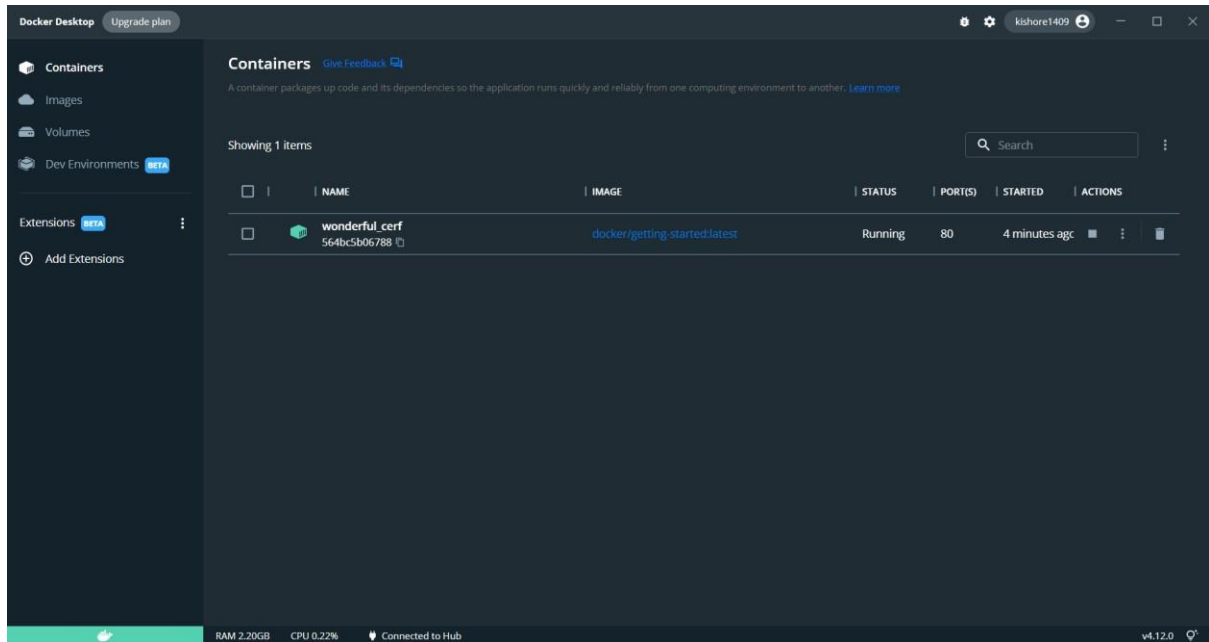 Docker Desktop Upgrade plan kishore1409
Containers
Images
Volumes
Dev Environments BETA
Extensions BETA
Add Extensions
Containers Give Feedback
A container packages up code and its dependencies so the application runs quickly and reliably from one computing environment to another. Learn more
Showing 1 items Search
NAME IMAGE STATUS PORT(S) STARTED ACTIONS
wonderful_cerf docker/getting-started:latest Running 80 4 minutes agc
564bc5b06788
RAM 2.20GB CPU 0.22% Connected to Hub v4.12.0